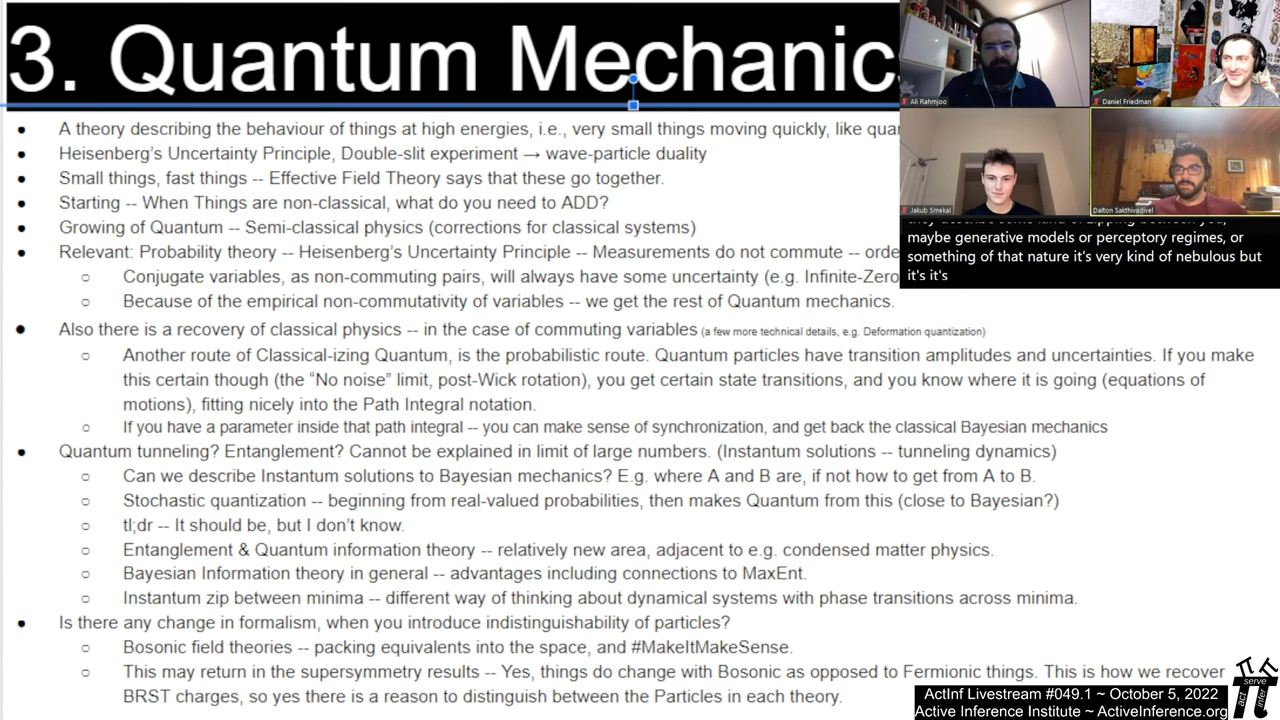 3. Quantum Mechanics
● A theory describing the behaviour of things at high energies, i.e., very small things moving quickly, like
● Heisenberg's Uncertainty Principle, Double-slit experiment → wave-particle duality
● Small things, fast things -- Effective Field Theory says that these go together.
● Starting -- When Things are non-classical, what do you need to ADD?
● Growing of Quantum -- Semi-classical physics (corrections for classical systems)
● Relevant: Probability theory -- Heisenberg's Uncertainty Principle -- Measurements do not commute --
○ Conjugate variables, as non-commuting pairs, will always have some uncertainty (e.g. Infinite-Zero
○ Because of the empirical non-commutativity of variables -- we get the rest of Quantum mechanics.
● Also there is a recovery of classical physics -- in the case of commuting variables (a few more technical details, e.g. Deformation quantization)
○ Another route of Classical-izing Quantum, is the probabilistic route. Quantum particles have transition amplitudes and uncertainties. If you make
this certain though (the “No noise” limit, post-Wick rotation), you get certain state transitions, and you know where it is going (equations of
motions), fitting nicely into the Path Integral notation.
○ If you have a parameter inside that path integral -- you can make sense of synchronization, and get back the classical Bayesian mechanics
● Quantum tunneling? Entanglement? Cannot be explained in limit of large numbers. (Instantum solutions -- tunneling dynamics)
○ Can we describe Instantum solutions to Bayesian mechanics? E.g. where A and B are, if not how to get from A to B.
○ Stochastic quantization -- beginning from real-valued probabilities, then makes Quantum from this (close to Bayesian?)
○ tl;dr -- It should be, but I don't know.
○ Entanglement & Quantum information theory -- relatively new area, adjacent to e.g. condensed matter physics.
○ Bayesian Information theory in general -- advantages including connections to MaxEnt.
○ Instantum zip between minima -- different way of thinking about dynamical systems with phase transitions across minima.
● Is there any change in formalism, when you introduce indistinguishability of particles?
○ Bosonic field theories -- packing equivalents into the space, and #MakeItMakeSense.
○ This may return in the supersymmetry results -- Yes, things do change with Bosonic as opposed to Fermionic things. This is how we recover
BRST charges, so yes there is a reason to distinguish between the Particles in each theory.
Ali Rahmjoo
Daniel Friedman
Jakub Smekal
Dalton Sakthivadivel
maybe generative models or perceptory regimes, or
something of that nature it's very kind of nebulous but
it's it's
ActInf Livestream #049.1 ~ October 5, 2022
Active Inference Institute ~ ActiveInference.org
act
serve
infer